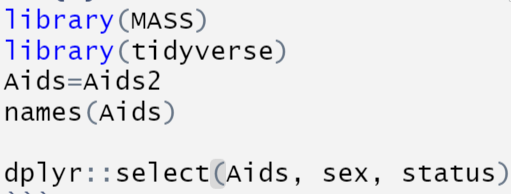 library(MASS)
library(tidyverse)
Aids=Aids2
names(Aids)
dplyr::select(Aids, sex, status)